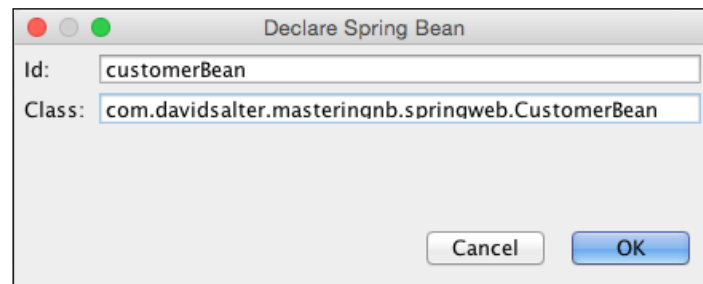 Declare Spring Bean
Id: customerBean
Class: com.davidsalter.masteringnb.springweb.CustomerBean
Cancel OK